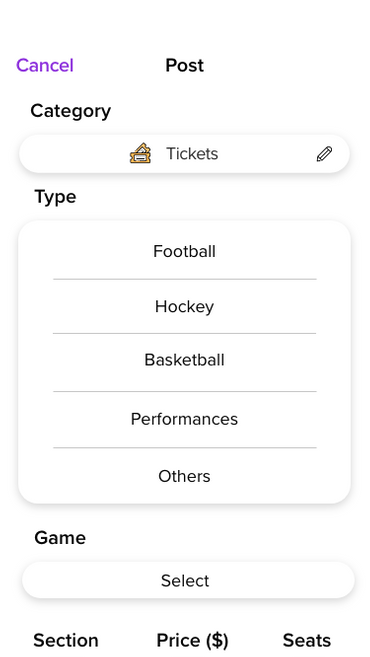 Cancel Post
Category
Tickets
Type
Football
Hockey
Basketball
Performances
Others
Game
Select
Section Price ($) Seats